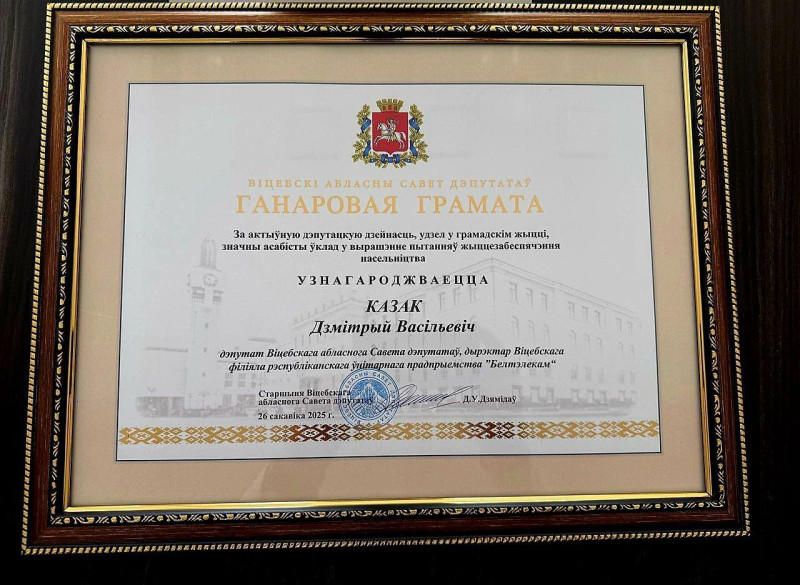 ВІЦЕБСКІ АБЛАСНЫ САВЕТ ДЭПУТАТАЎ
ГАНАРОВАЯ ГРАМАТА
За актыўную дэпутацкую дзейнасць, удзел у грамадскім жыцці,
значны асабісты ўклад у вырашэнне пытанняў жыццезабеспячэння
насельніцтва
УЗНАГАРОДЖВАЕЦЦА
КАЗАК
Дзмітрый Васільевіч
дэпутат Віцебскага абласнога Савета дэпутатаў, дырэктар Віцебскага
філіяла рэспубліканскага ўнітарнага прадпрыемства "Белтэлекам"
Старшыня Віцебскага
абласнога Савета дэпутатаў
Д.У.Дзямідаў
26 сакавіка 2025 г.